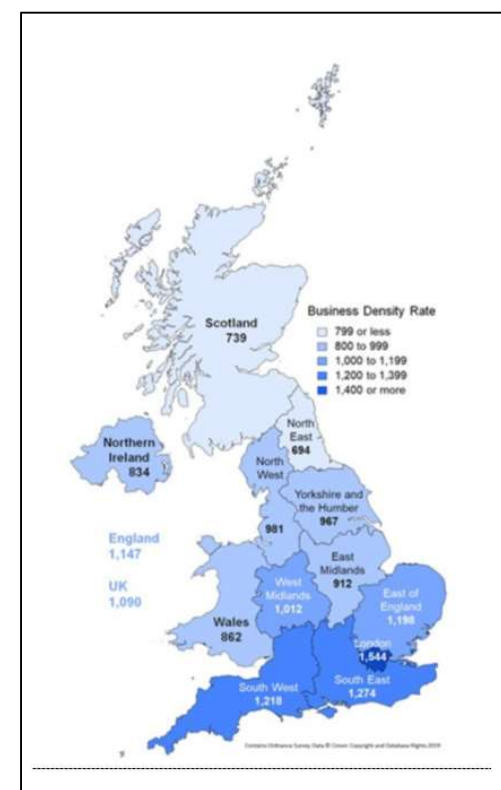 Business Density Rate
799 or less
800 to 999
1,000 to 1,199
1,200 to 1,399
1,400 or more
Scotland
739
North
East
694
Northern
Ireland
834
North
West
981
Yorkshire and
the Humber
967
England
1,147
UK
1,090
East
Midlands
912
West
Midlands
1,012
East of
England
1,198
Wales
862
London
1,544
South East
1,274
South West
1,218
Contains Ordnance Survey Data © Crown Copyright and Database Rights 2019